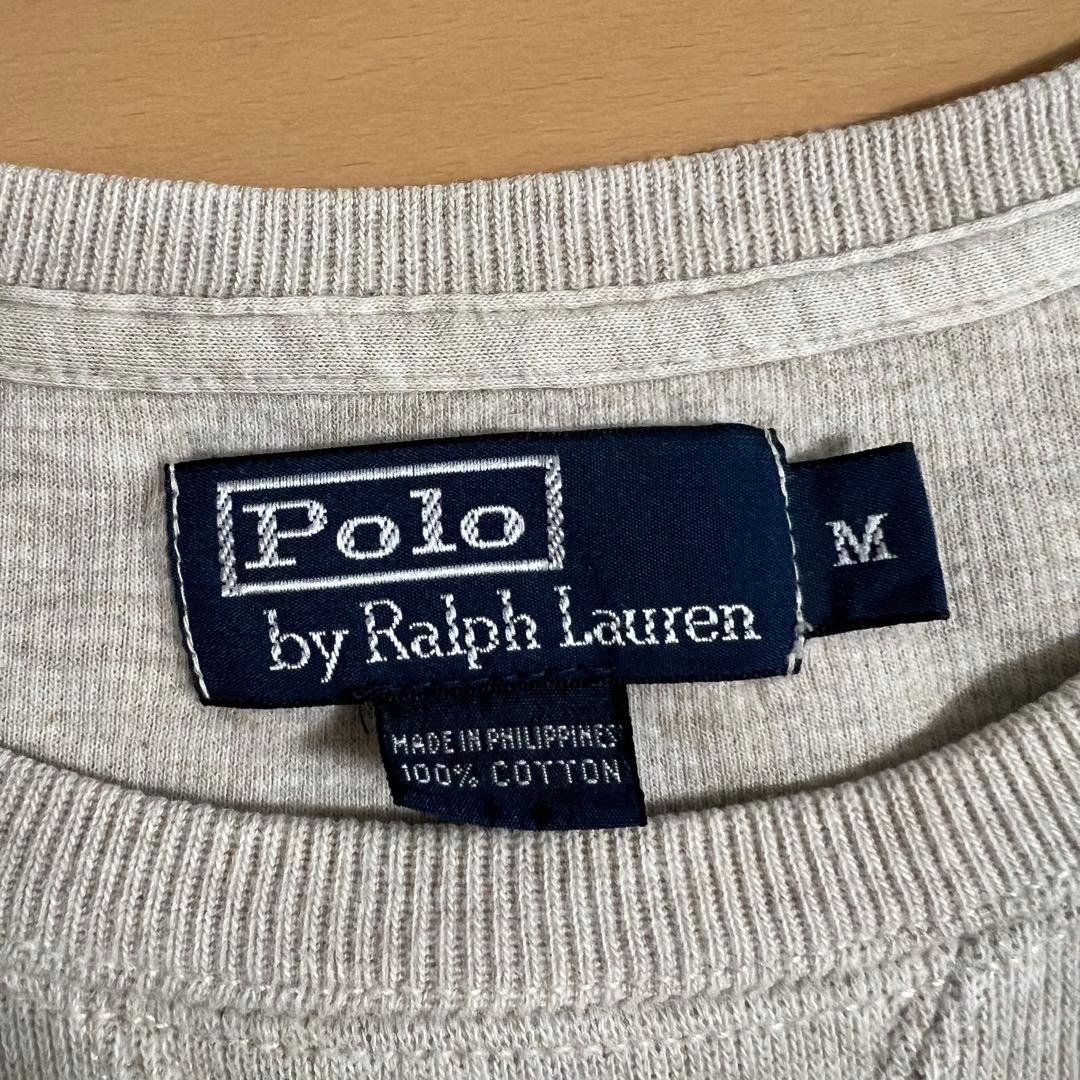 Polo
by Ralph Lauren
M
MADE IN PHILIPPINES
100% COTTON